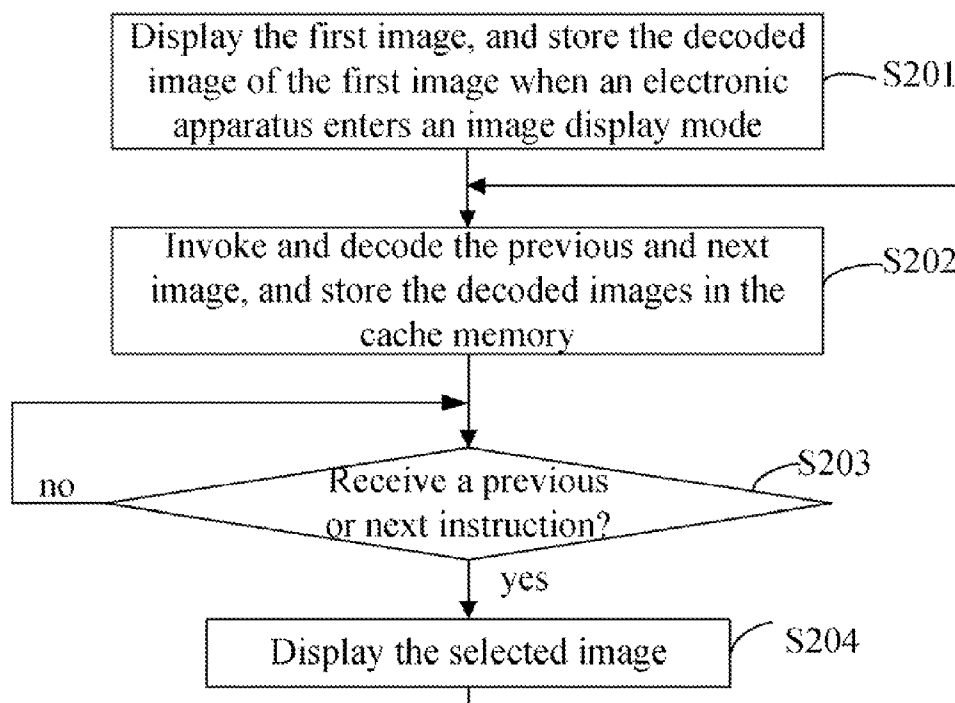 Display the first image, and store the decoded
image of the first image when an electronic
apparatus enters an image display mode
S201
Invoke and decode the previous and next
image, and store the decoded images in the
cache memory
S202
Receive a previous
or next instruction?
S203
no
yes
Display the selected image
S204